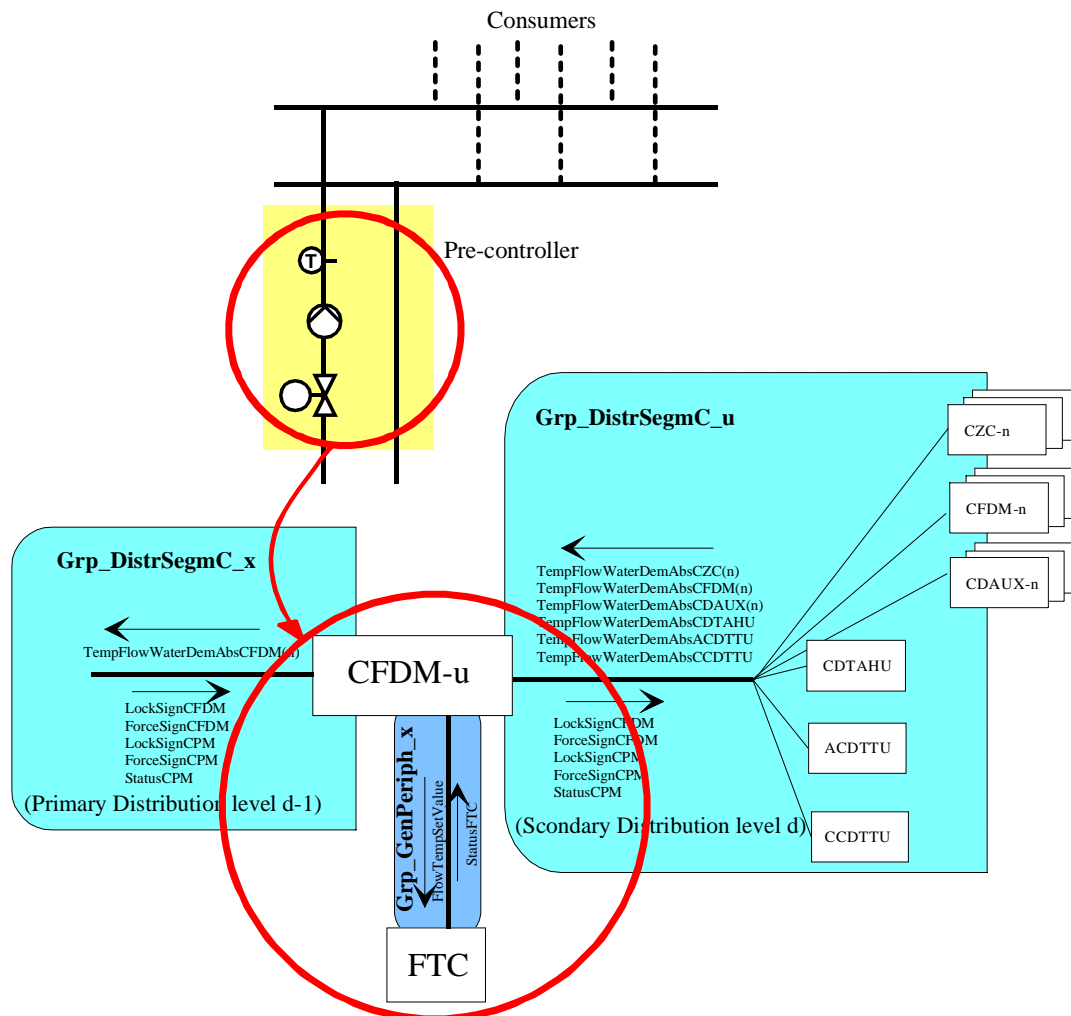 Consumers
Pre-controller
T
Grp_DistrSegmC_u
CZC-n
CFDM-n
CDAUX-n
TempFlowWaterDemAbsCZC(n)
TempFlowWaterDemAbsCFDM(n)
TempFlowWaterDemAbsCDAUX(n)
TempFlowWaterDemAbsCDTAHU
TempFlowWaterDemAbsACDTTU
TempFlowWaterDemAbsCCDTTU
Grp_DistrSegmC_x
TempFlowWaterDemAbsCFDM(n)
LockSignCFDM
ForceSignCFDM
LockSignCPM
ForceSignCPM
StatusCPM
(Primary Distribution level d-1)
CFDM-u
LockSignCFDM
ForceSignCFDM
LockSignCPM
ForceSignCPM
StatusCPM
(Scondary Distribution level d)
CDTAHU
ACDTTU
CCDTTU
Grp_GenPeriph_x
FlowTempSetValue
StatusFTC
FTC